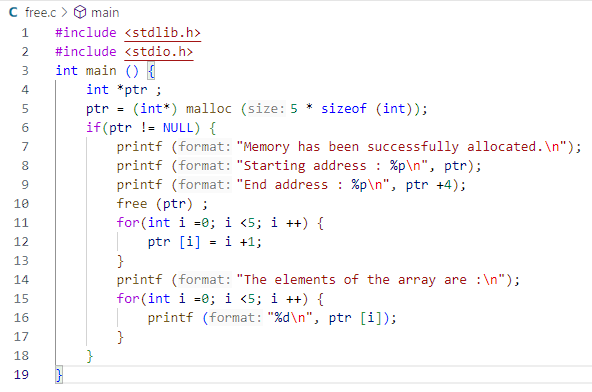 C free.c > main
1 #include <stdlib.h>
2 #include <stdio.h>
3 int main () {
4 int *ptr ;
5 ptr = (int*) malloc (size: 5 * sizeof (int));
6 if(ptr != NULL) {
7 printf (format: "Memory has been successfully allocated.\n");
8 printf (format: "Starting address : %p\n", ptr);
9 printf (format: "End address : %p\n", ptr +4);
10 free (ptr) ;
11 for(int i =0; i <5; i ++) {
12 ptr [i] = i +1;
13 }
14 printf (format: "The elements of the array are :\n");
15 for(int i =0; i <5; i ++) {
16 printf (format: "%d\n", ptr [i]);
17 }
18 }
19 }